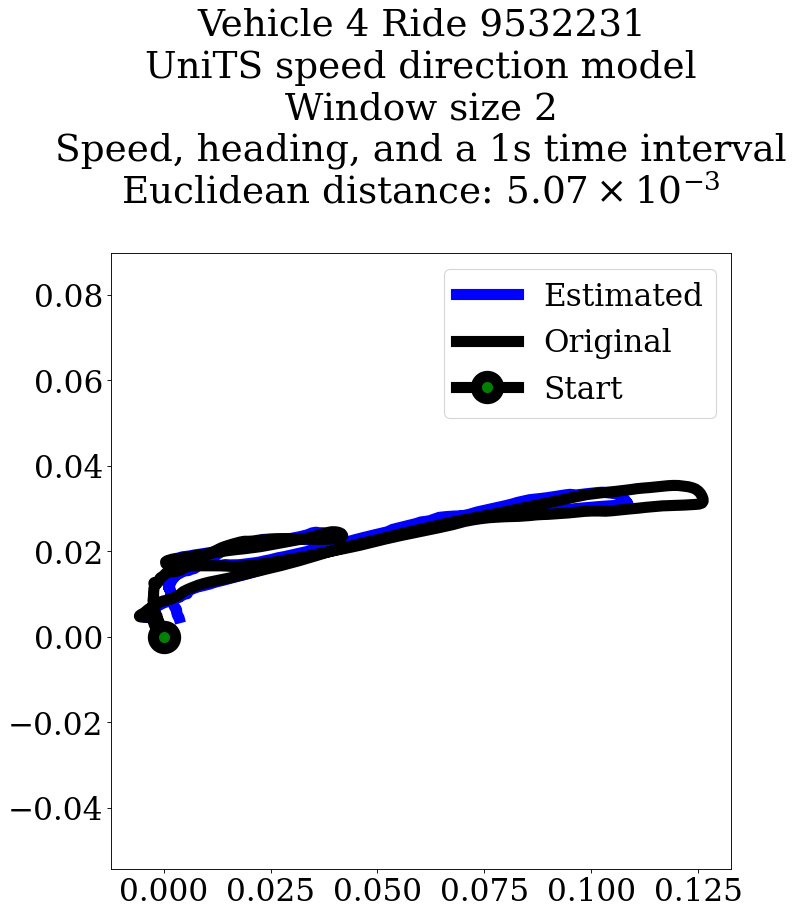 Vehicle 4 Ride 9532231
UniTS speed direction model
Window size 2
Speed, heading, and a 1s time interval
Euclidean distance: 5.07 × 10⁻³
Estimated
Original
Start
0.08
0.06
0.04
0.02
0.00
−0.02
−0.04
0.000 0.025 0.050 0.075 0.100 0.125